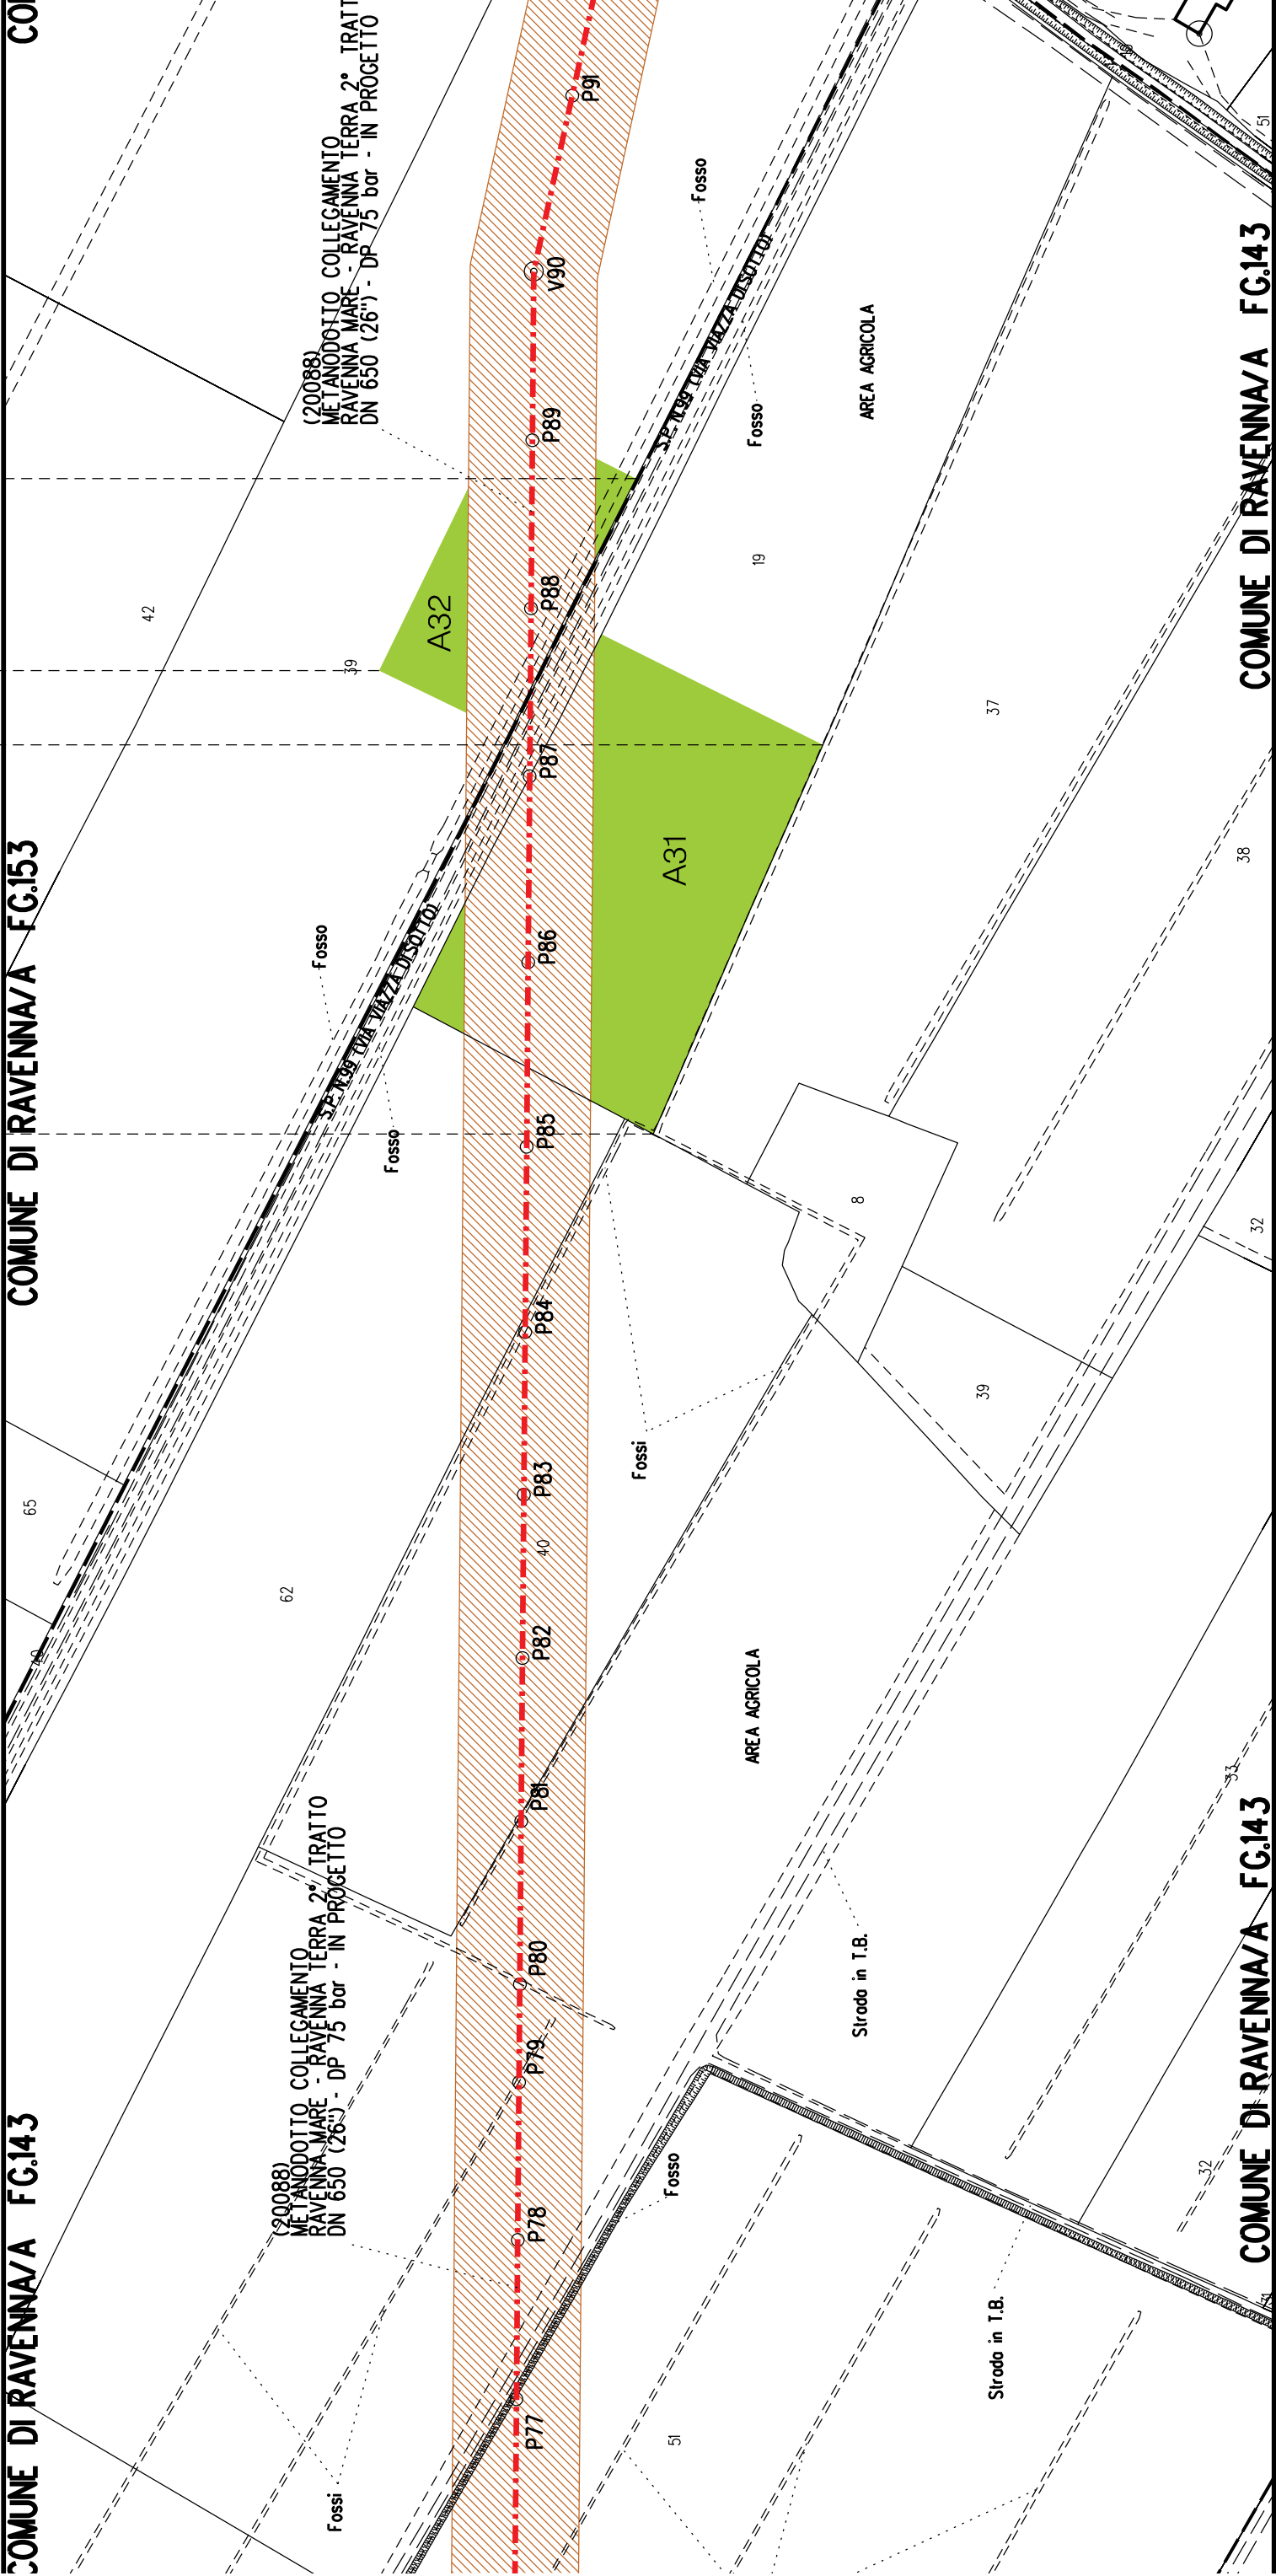 COMUNE DI RAVENNA/A FG.143
COMUNE DI RAVENNA/A FG.153
(20088)
METANODOTTO COLLEGAMENTO
RAVENNA MARE - RAVENNA TERRA 2° TRATTO
DN 650 (26") - DP 75 bar - IN PROGETTO
(20088)
METANODOTTO COLLEGAMENTO
RAVENNA MARE - RAVENNA TERRA 2° TRATT
DN 650 (26") - DP 75 bar - IN PROGETTO
P77
P78
P79
P80
P81
P82
P83
P84
P85
P86
P87
P88
P89
V90
P91
A31
A32
S.P. N.99 (VIA VIAZZA DI SOTTO)
S.P. N.99 (VIA VIAZZA DI SOTTO)
Fosso
Fosso
Fosso
Fosso
Fosso
Fossi
Fossi
AREA AGRICOLA
AREA AGRICOLA
Strada in T.B.
Strada in T.B.
42
39
65
40
62
40
19
37
38
8
39
32
33
32
51
51
COMUNE DI RAVENNA/A FG.143
COMUNE DI RAVENNA/A FG.143